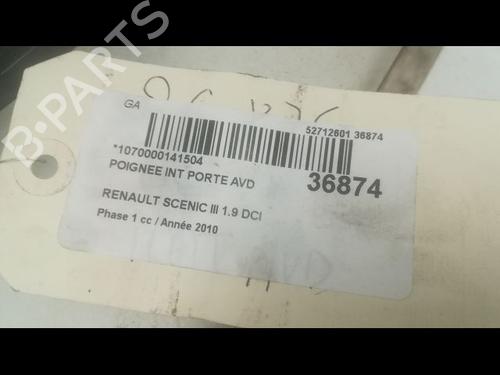 GA
52712601 36874
*1070000141504
POIGNEE INT PORTE AVD
36874
RENAULT SCENIC III 1.9 DCI
Phase 1 cc / Année 2010
B-PARTS